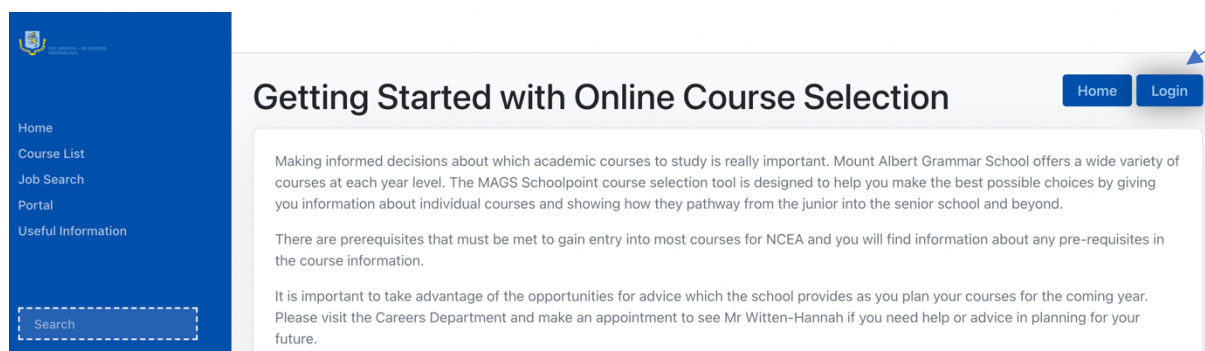 Getting Started with Online Course Selection
Home
Login
Home
Course List
Job Search
Portal
Useful Information
Search
Making informed decisions about which academic courses to study is really important. Mount Albert Grammar School offers a wide variety of
courses at each year level. The MAGS Schoolpoint course selection tool is designed to help you make the best possible choices by giving
you information about individual courses and showing how they pathway from the junior into the senior school and beyond.
There are prerequisites that must be met to gain entry into most courses for NCEA and you will find information about any pre-requisites in
the course information.
It is important to take advantage of the opportunities for advice which the school provides as you plan your courses for the coming year.
Please visit the Careers Department and make an appointment to see Mr Witten-Hannah if you need help or advice in planning for your
future.